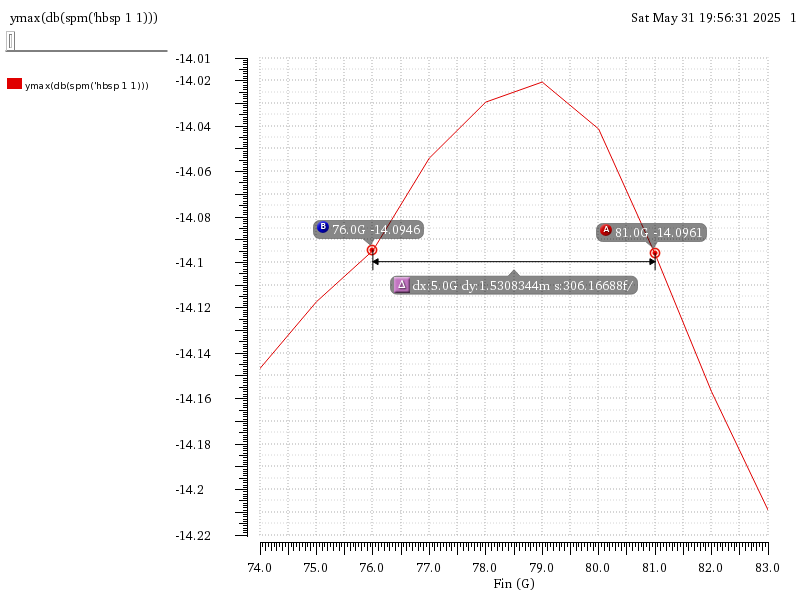 ymax(db(spm('hbsp 1 1)))
Sat May 31 19:56:31 2025 1
ymax(db(spm('hbsp 1 1)))
-14.01
-14.02
-14.04
-14.06
-14.08
-14.1
-14.12
-14.14
-14.16
-14.18
-14.2
-14.22
B 76.0G -14.0946
A 81.0G -14.0961
Δ dx:5.0G dy:1.5308344m s:306.16688f/
74.0 75.0 76.0 77.0 78.0 79.0 80.0 81.0 82.0 83.0
Fin (G)